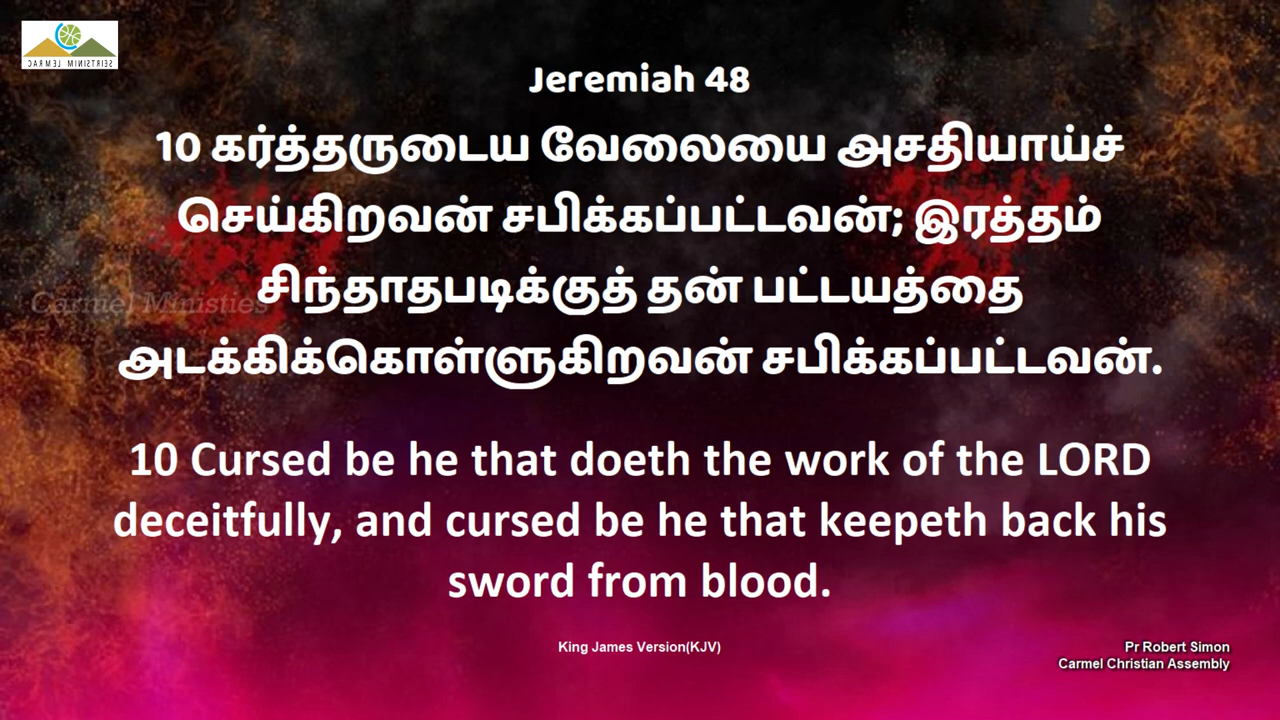 CARMEL MINISTRIES
Jeremiah 48
10 கர்த்தருடைய வேலையை அசதியாய்ச்
செய்கிறவன் சபிக்கப்பட்டவன்; இரத்தம்
சிந்தாதபடிக்குத் தன் பட்டயத்தை
Carmel Ministies
அடக்கிக்கொள்ளுகிறவன் சபிக்கப்பட்டவன்.
10 Cursed be he that doeth the work of the LORD
deceitfully, and cursed be he that keepeth back his
sword from blood.
King James Version(KJV)
Pr Robert Simon
Carmel Christian Assembly